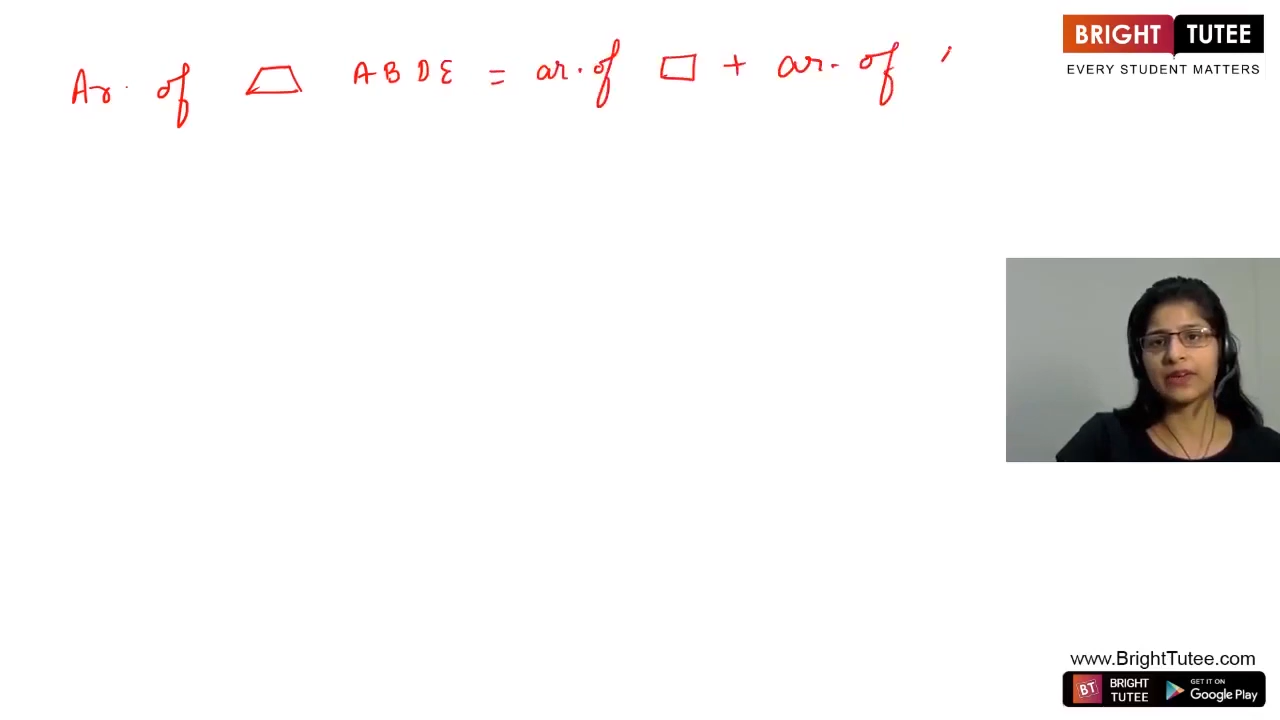 Ar. of ▱ A B D E = ar. of □ + ar. of
BRIGHT TUTEE
EVERY STUDENT MATTERS
www.BrightTutee.com
BT BRIGHT TUTEE GET IT ON Google Play